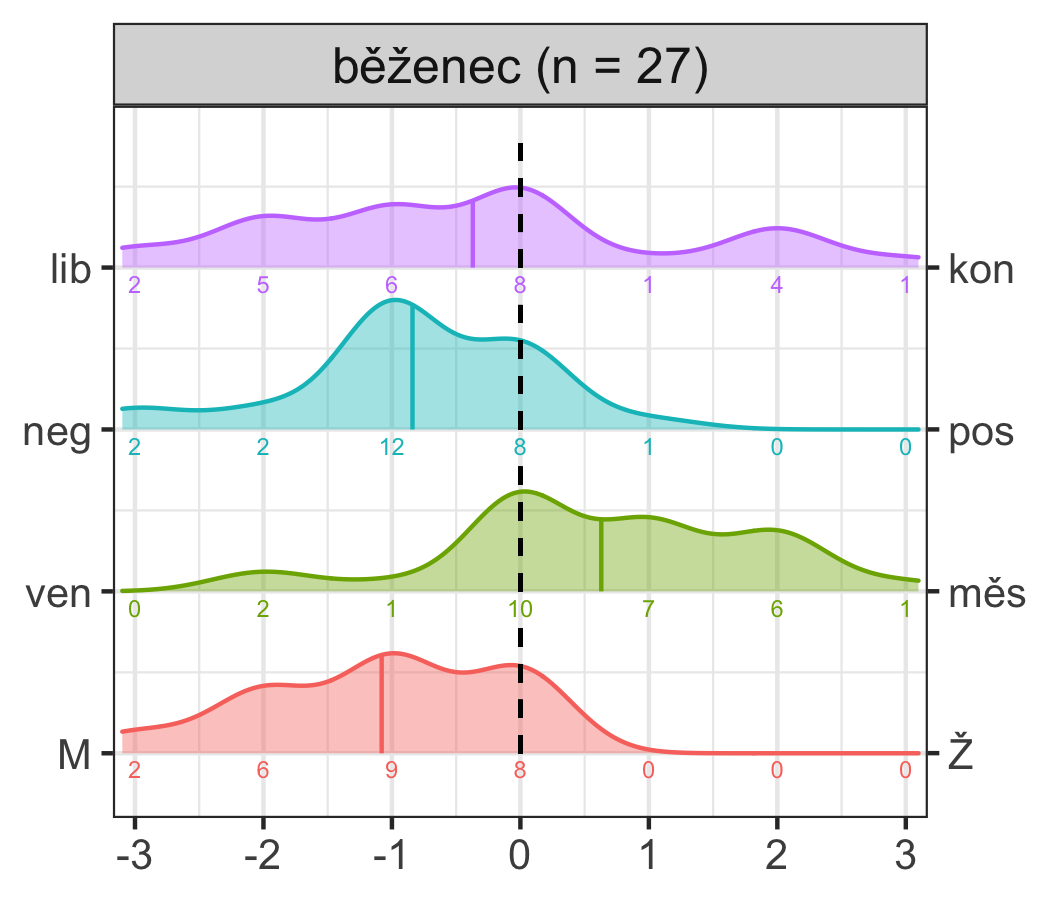 běženec (n = 27)
lib kon
2 5 6 8 1 4 1
neg pos
2 2 12 8 1 0 0
ven měs
0 2 1 10 7 6 1
M Ž
2 6 9 8 0 0 0
-3 -2 -1 0 1 2 3